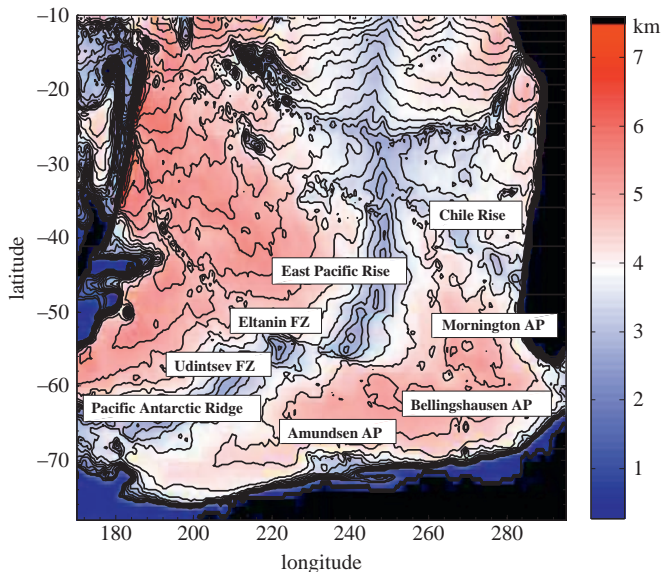 −10
−20
−30
−40
−50
−60
−70
latitude
180
200
220
240
260
280
longitude
Chile Rise
East Pacific Rise
Eltanin FZ
Mornington AP
Udintsev FZ
Pacific Antarctic Ridge
Bellingshausen AP
Amundsen AP
km
7
6
5
4
3
2
1